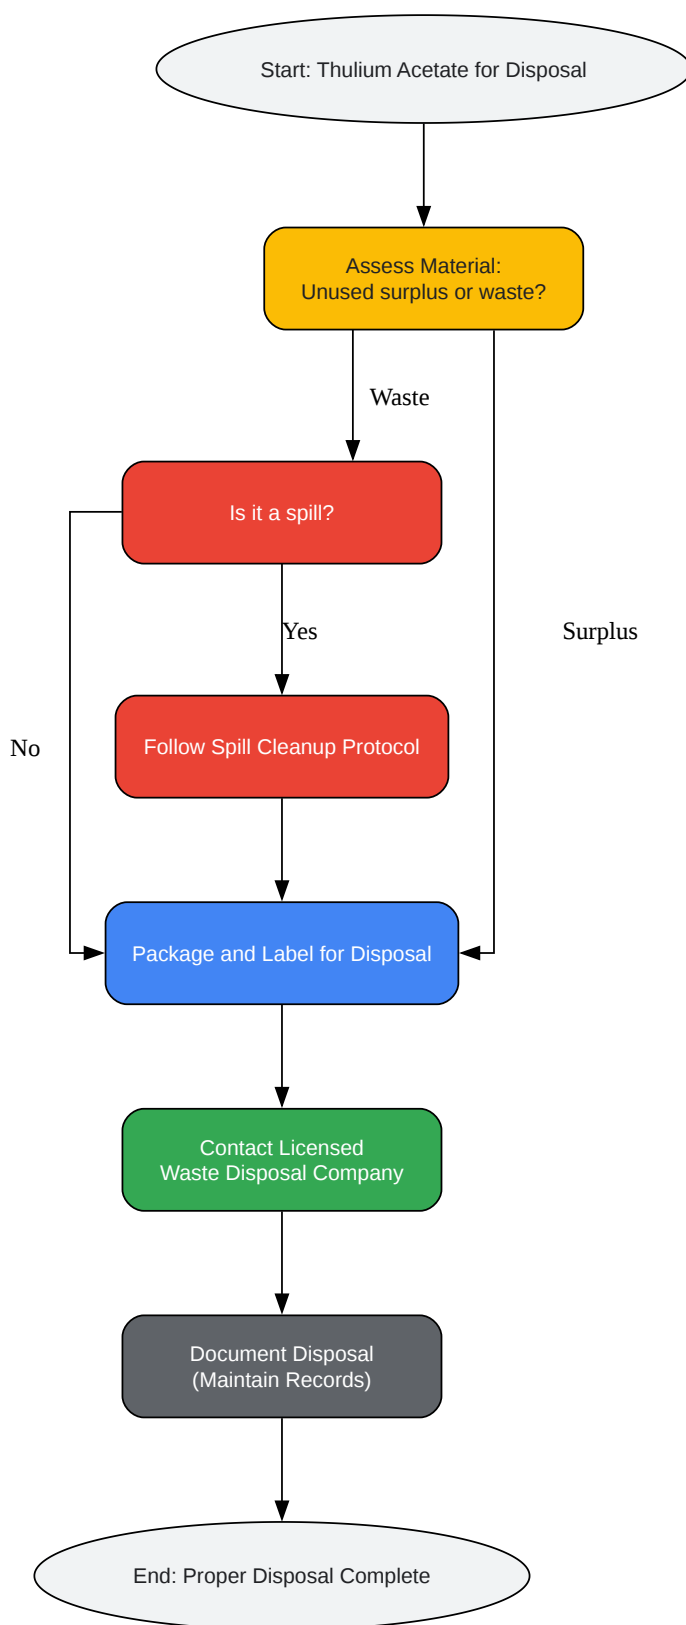 Start: Thulium Acetate for Disposal
Assess Material:
Unused surplus or waste?
Waste
Is it a spill?
Yes
Surplus
Follow Spill Cleanup Protocol
No
Package and Label for Disposal
Contact Licensed
Waste Disposal Company
Document Disposal
(Maintain Records)
End: Proper Disposal Complete